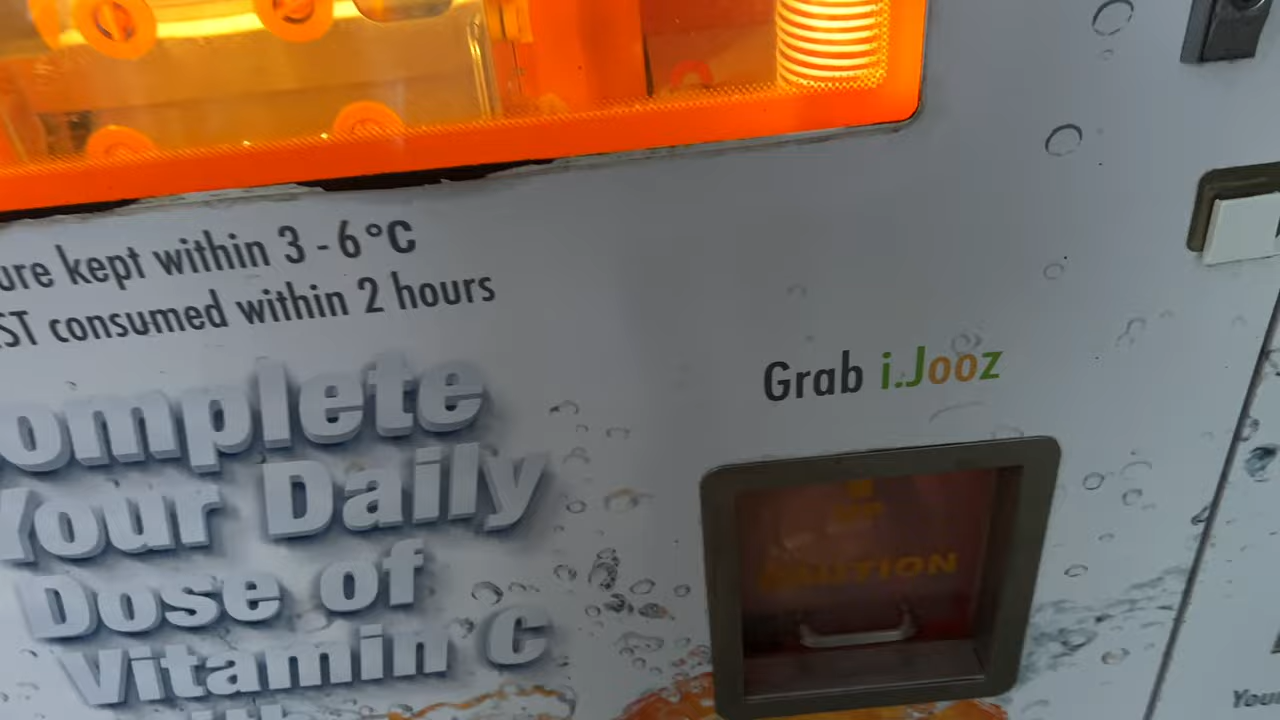 ure kept within 3 - 6°C
ST consumed within 2 hours
omplete
Your Daily
Dose of
Vitamin C
Grab i.Jooz
CAUTION
You